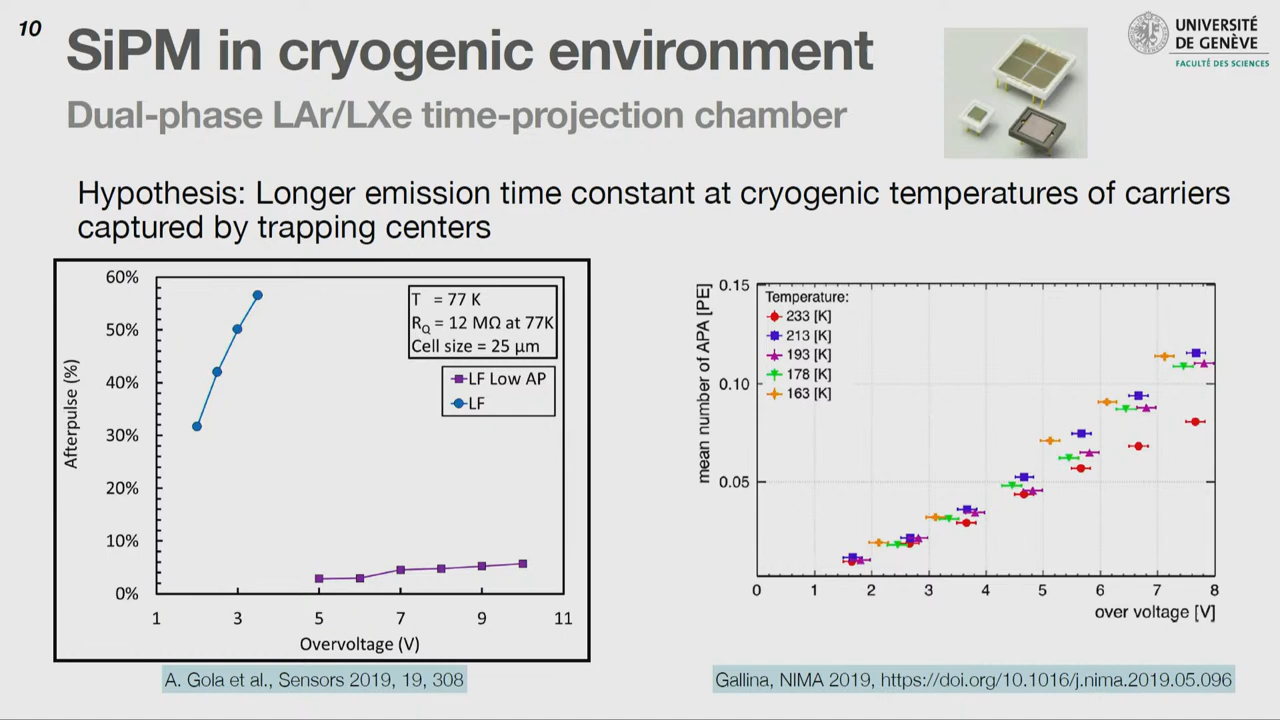 10
SiPM in cryogenic environment
UNIVERSITÉ
DE GENÈVE
FACULTÉ DES SCIENCES
Dual-phase LAr/LXe time-projection chamber
Hypothesis: Longer emission time constant at cryogenic temperatures of carriers
captured by trapping centers
60%
50%
40%
30%
20%
10%
0%
Afterpulse (%)
T = 77 K
RQ = 12 MΩ at 77K
Cell size = 25 μm
LF Low AP
LF
1 3 5 7 9 11
Overvoltage (V)
A. Gola et al., Sensors 2019, 19, 308
mean number of APA [PE]
0.15
0.10
0.05
Temperature:
233 [K]
213 [K]
193 [K]
178 [K]
163 [K]
0 1 2 3 4 5 6 7 8
over voltage [V]
Gallina, NIMA 2019, https://doi.org/10.1016/j.nima.2019.05.096